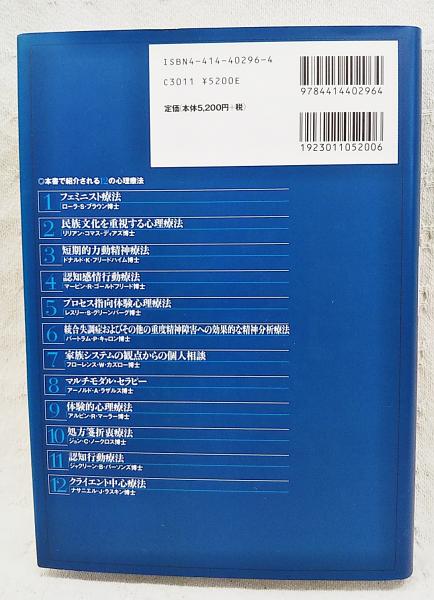 ISBN4-414-40296-4
C3011 ¥5200E
定価(本体5,200円+税)
9784414402964
1923011052006
◎本書で紹介される12の心理療法
1 フェミニスト療法
ローラ・S・ブラウン博士
2 民族文化を重視する心理療法
リリアン・コマス-ディアズ博士
3 短期的力動精神療法
ドナルド・K・フリードハイム博士
4 認知感情行動療法
マービン・R・ゴールドフリード博士
5 プロセス指向体験心理療法
レスリー・S・グリーンバーグ博士
6 統合失調症およびその他の重度精神障害への効果的な精神分析療法
バートラム・P・キャロン博士
7 家族システムの観点からの個人相談
フローレンス・W・カズロー博士
8 マルチモダル・セラピー
アーノルド・A・ラザルス博士
9 体験的心理療法
アルビン・R・マーラー博士
10 処方箋折衷療法
ジョン・C・ノークロス博士
11 認知行動療法
ジャクリーン・B・パーソンズ博士
12 クライエント中心療法
ナサニエル・J・ラスキン博士